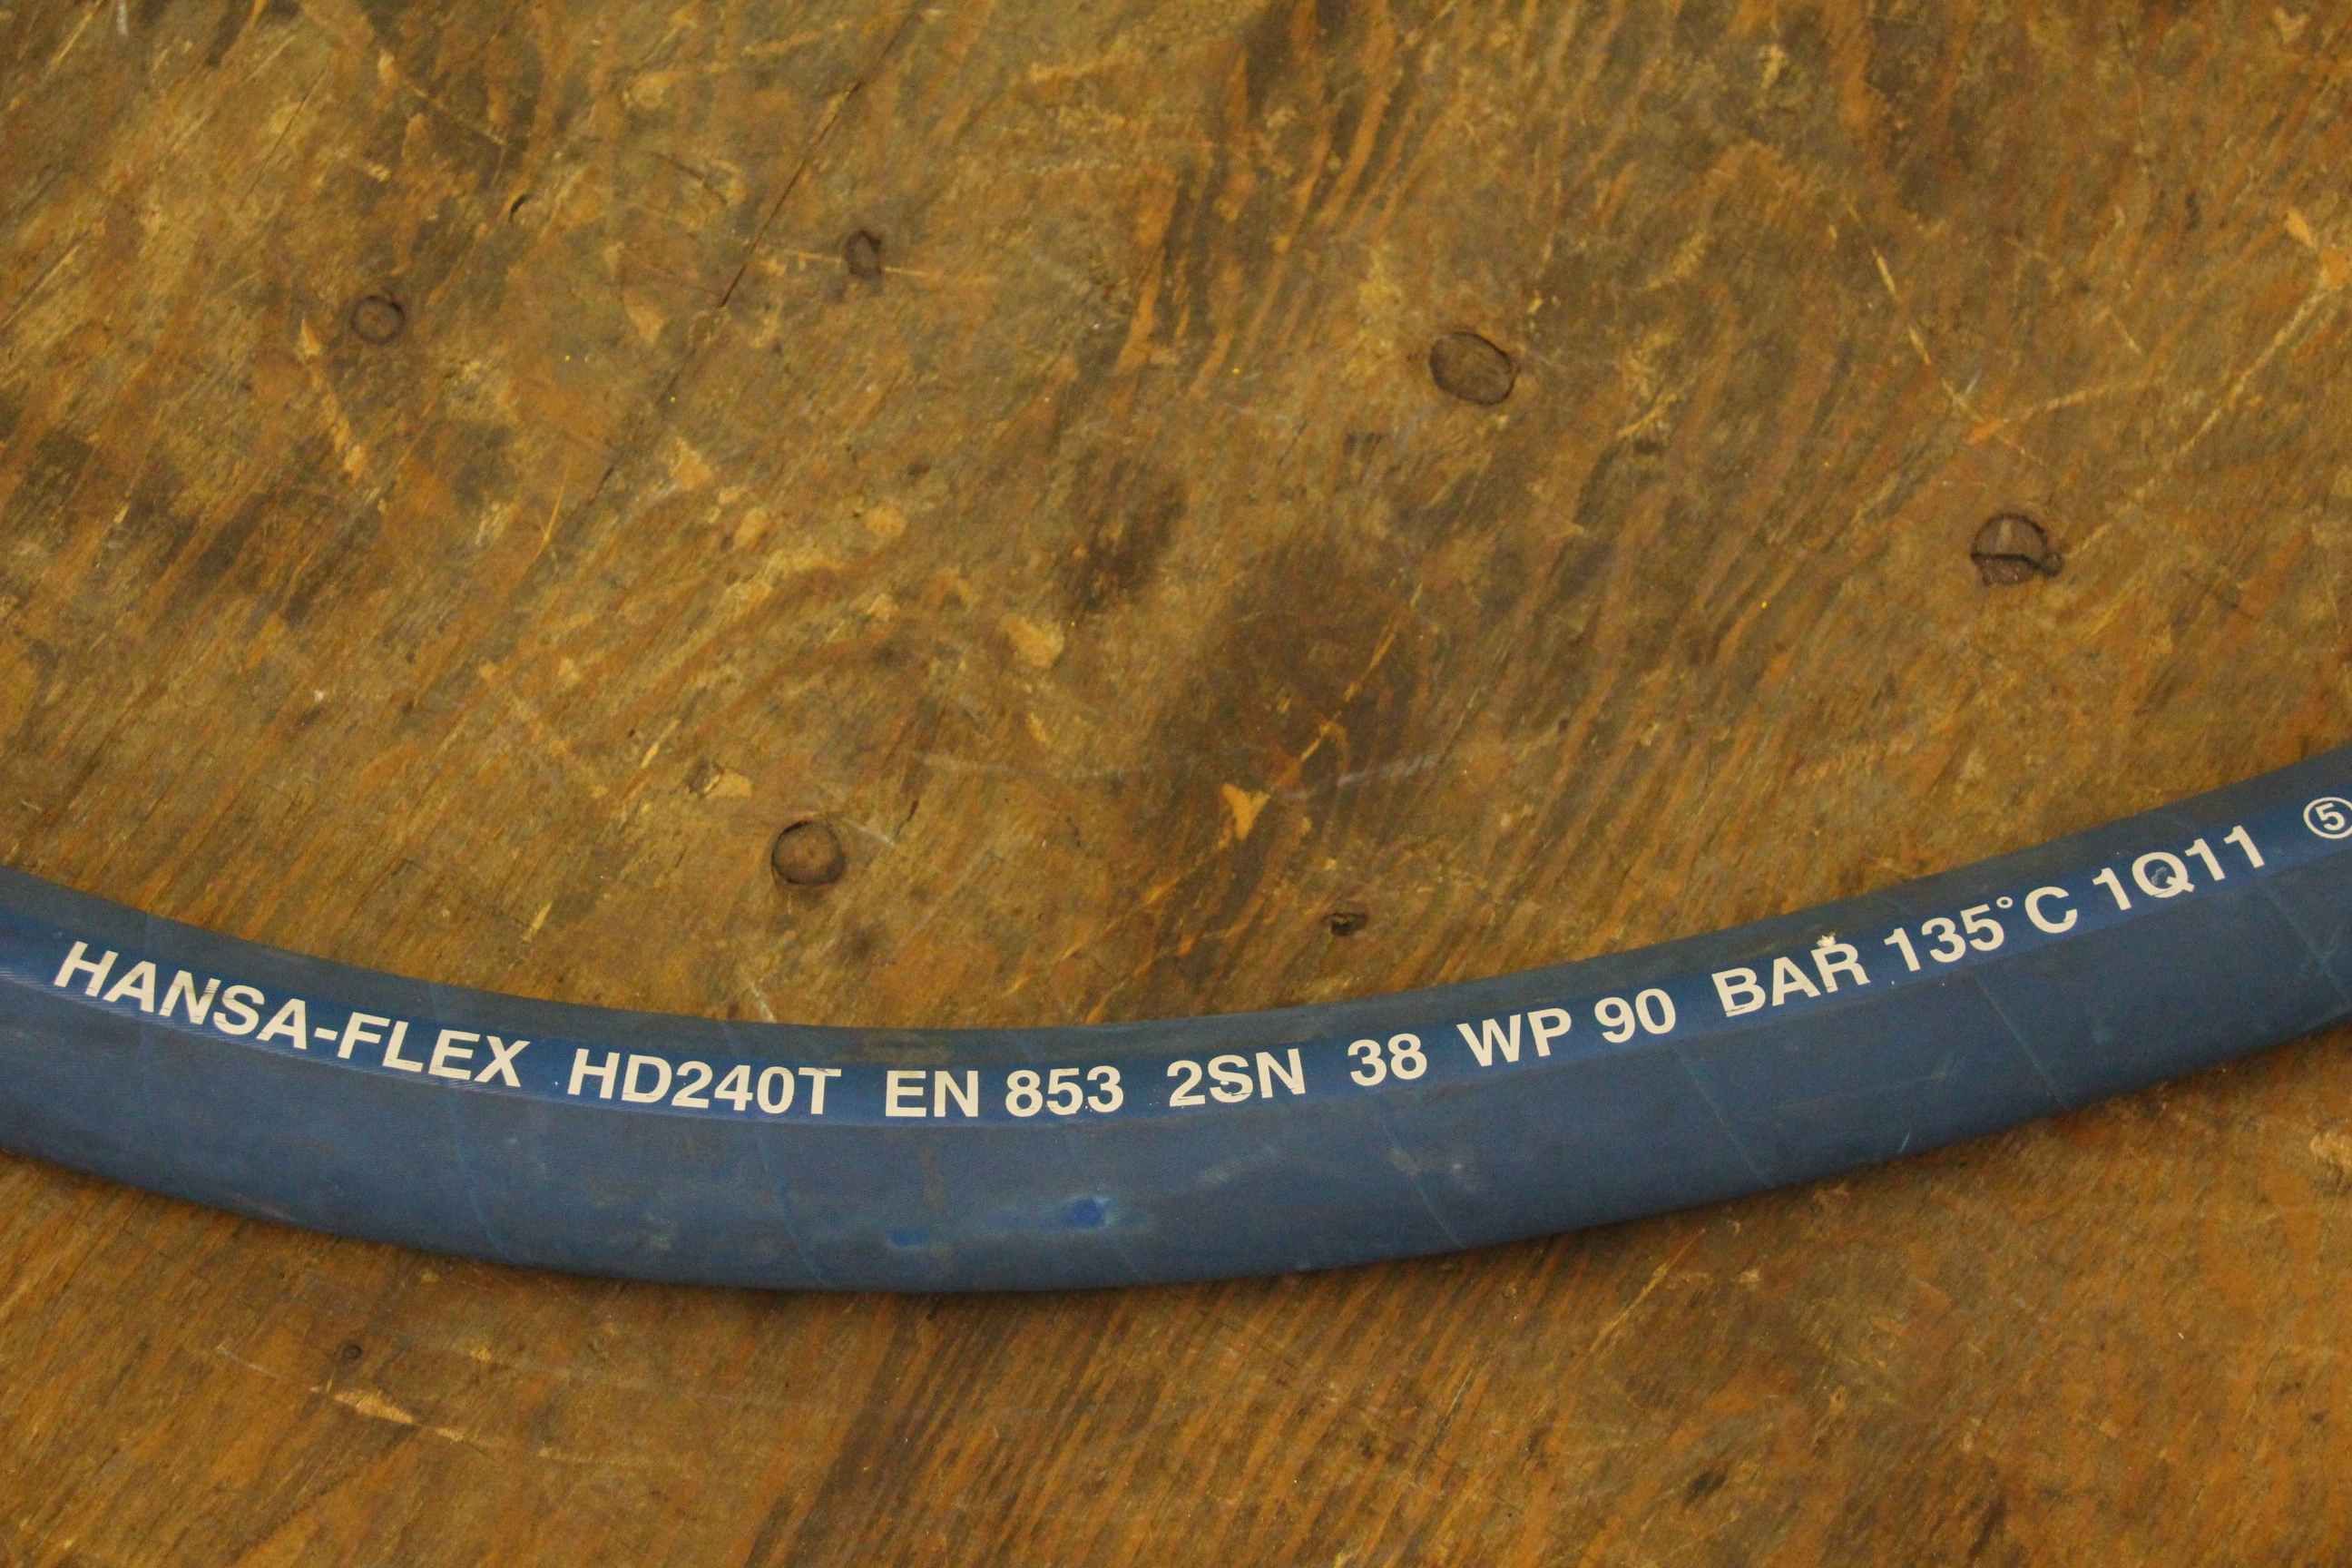 HANSA-FLEX HD240T EN 853 2SN 38 WP 90 BAR 135°C 1Q11 ⑤